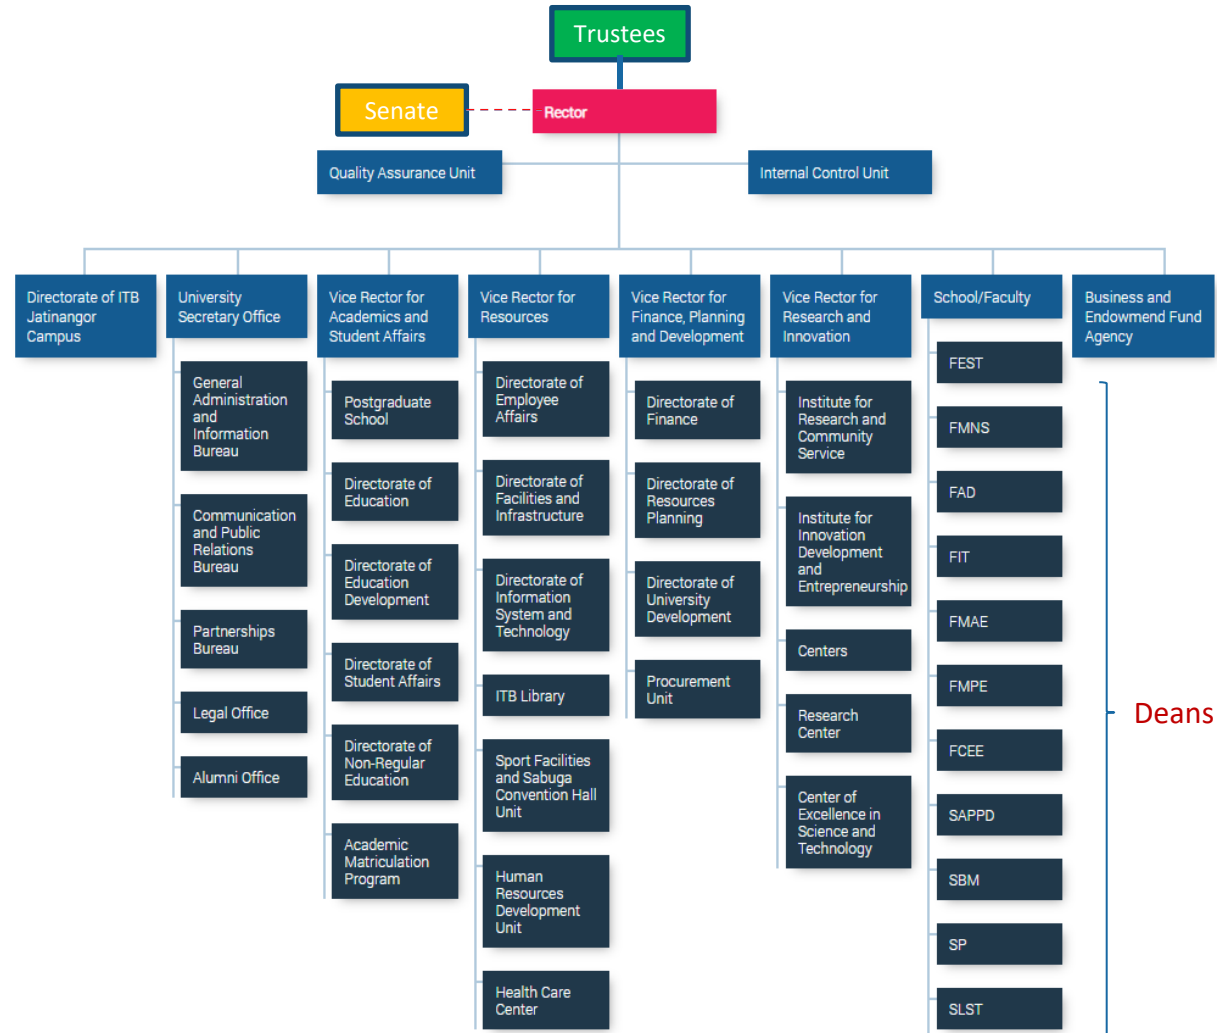 Trustees
Senate
Rector
Quality Assurance Unit
Internal Control Unit
Directorate of ITB
Jatinangor
Campus
University
Secretary Office
General
Administration
and
Information
Bureau
Communication
and Public
Relations
Bureau
Partnerships
Bureau
Legal Office
Alumni Office
Vice Rector for
Academics and
Student Affairs
Postgraduate
School
Directorate of
Education
Directorate of
Education
Development
Directorate of
Student Affairs
Directorate of
Non-Regular
Education
Academic
Matriculation
Program
Vice Rector for
Resources
Directorate of
Employee
Affairs
Directorate of
Facilities and
Infrastructure
Directorate of
Information
System and
Technology
ITB Library
Sport Facilities
and Sabuga
Convention Hall
Unit
Human
Resources
Development
Unit
Health Care
Center
Vice Rector for
Finance, Planning
and Development
Directorate of
Finance
Directorate of
Resources
Planning
Directorate of
University
Development
Procurement
Unit
Vice Rector for
Research and
Innovation
Institute for
Research and
Community
Service
Institute for
Innovation
Development
and
Entrepreneurship
Centers
Research
Center
Center of
Excellence in
Science and
Technology
School/Faculty
FEST
FMNS
FAD
FIT
FMAE
FMPE
FCEE
SAPPD
SBM
SP
SLST
Business and
Endowmend Fund
Agency
Deans